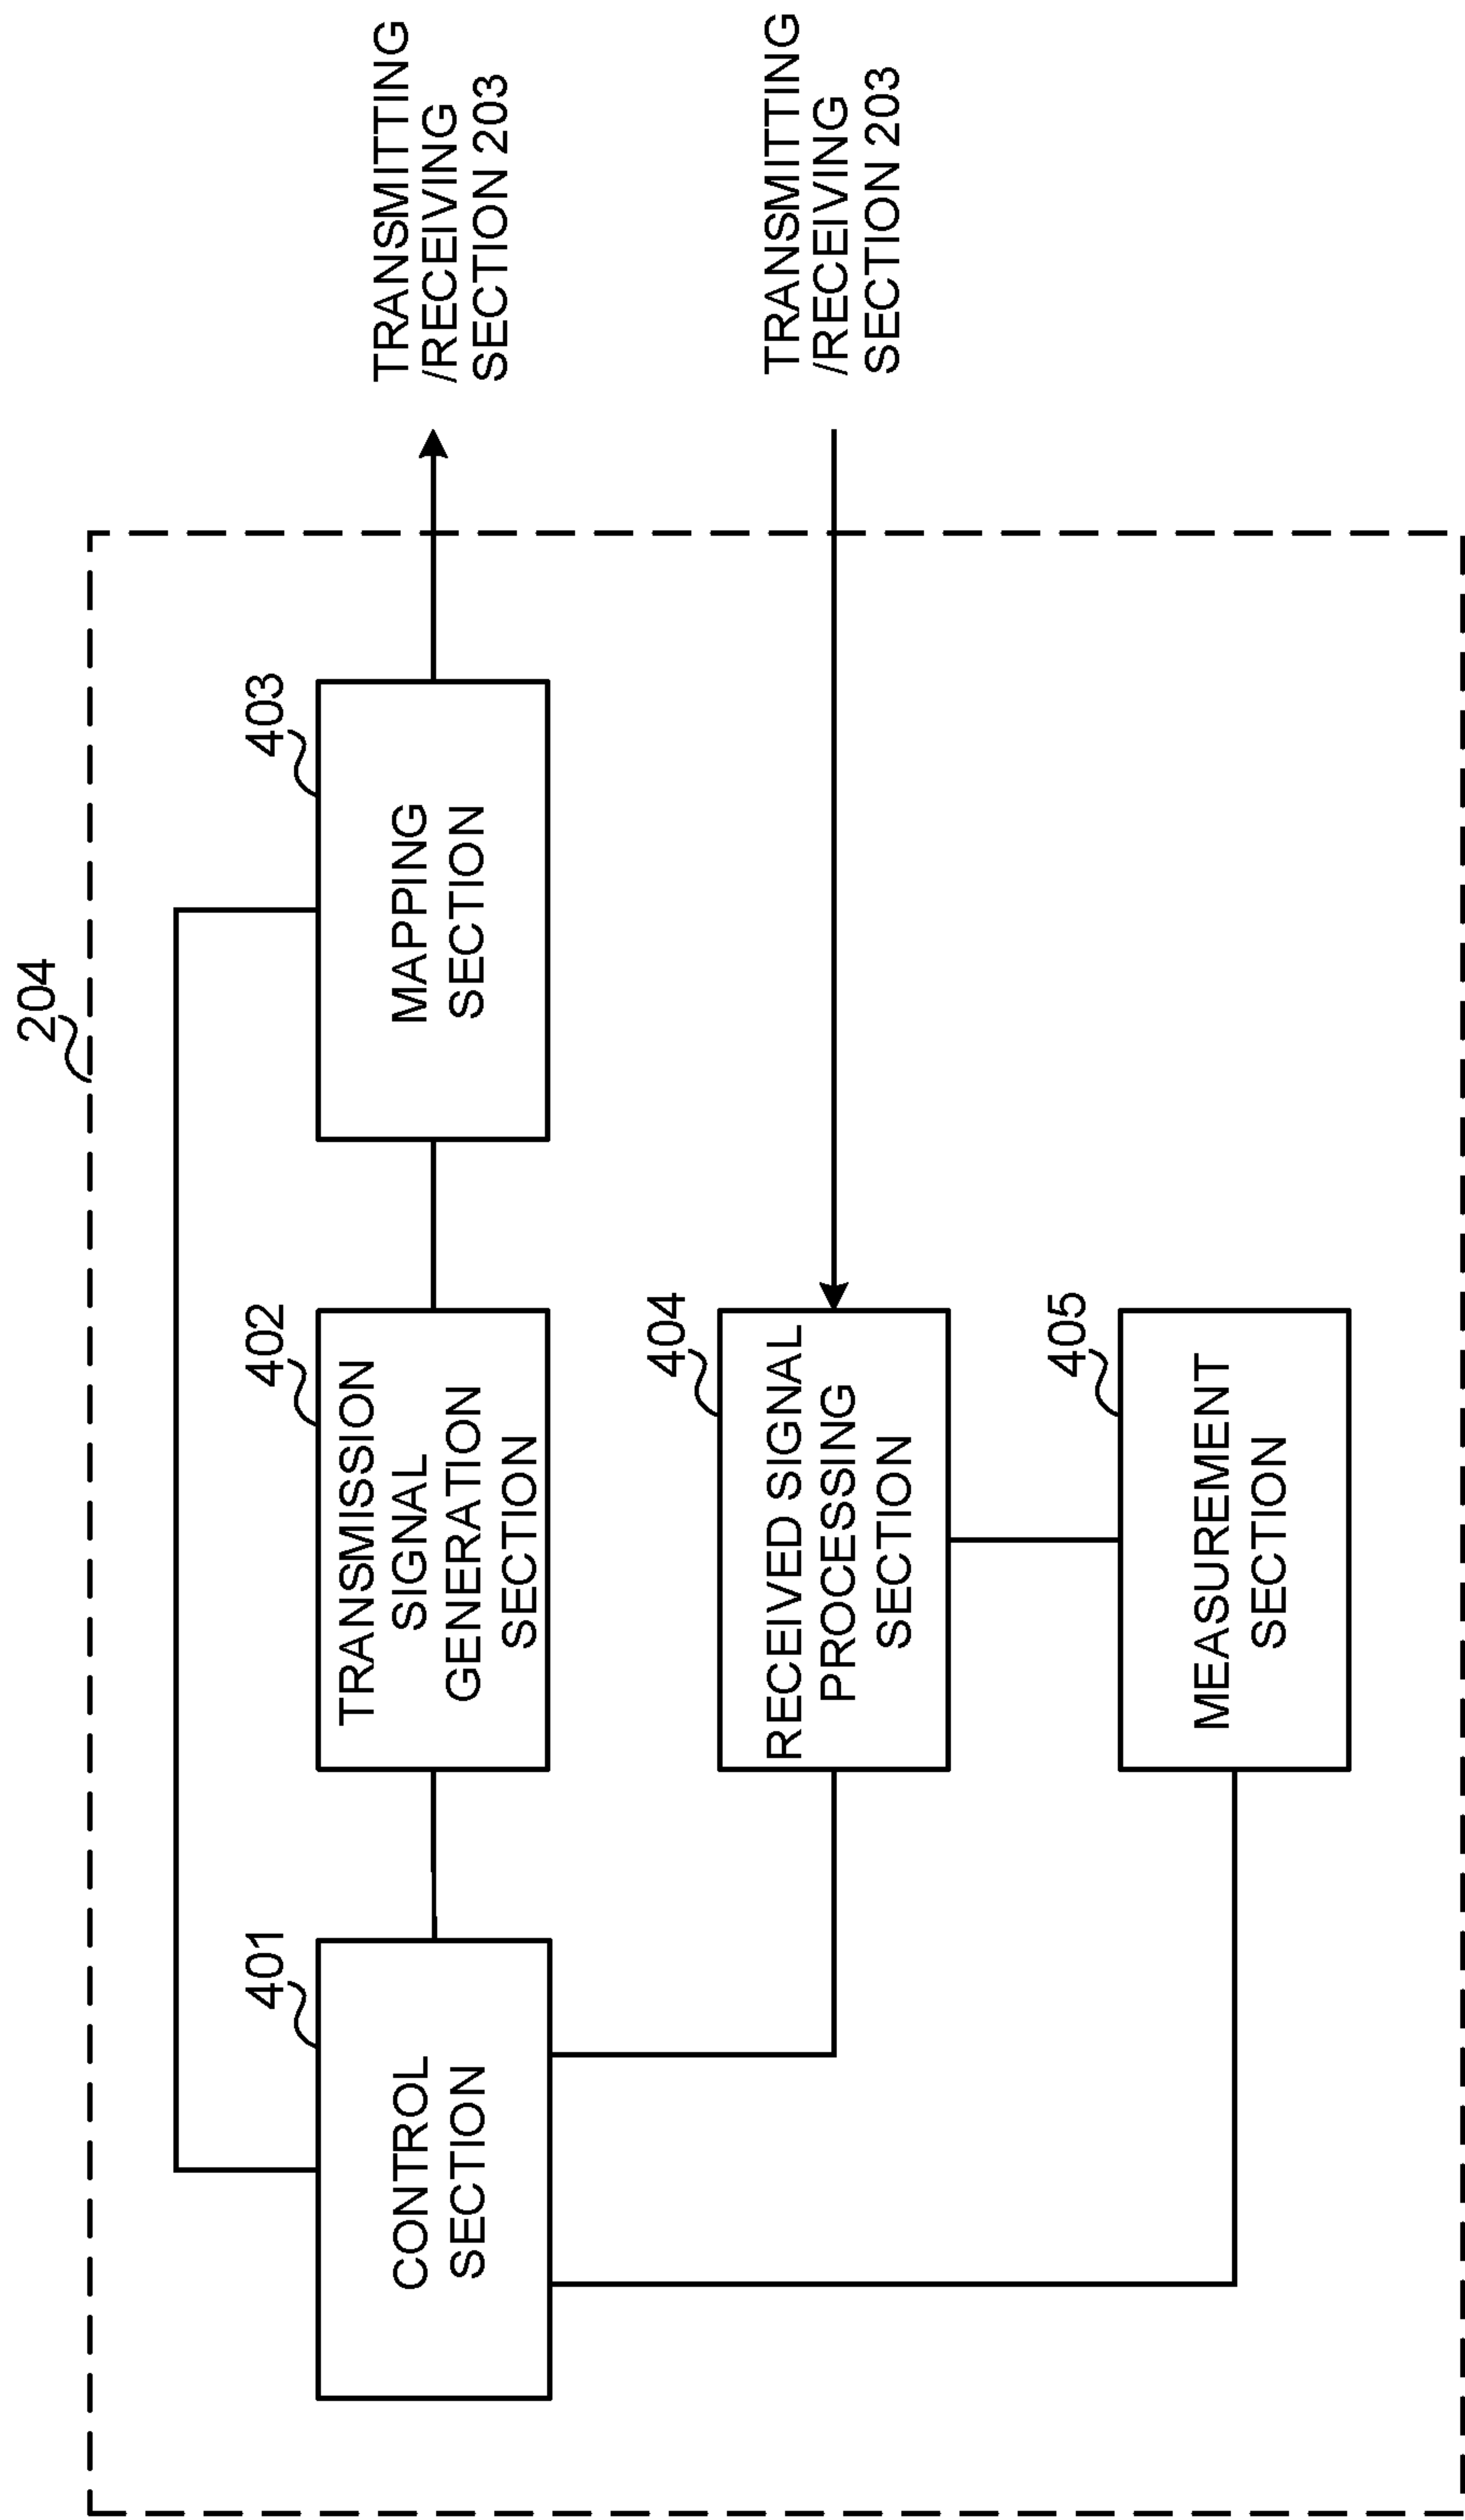 204
401
CONTROL
SECTION
402
TRANSMISSION
SIGNAL
GENERATION
SECTION
403
MAPPING
SECTION
TRANSMITTING
/RECEIVING
SECTION 203
404
RECEIVED SIGNAL
PROCESSING
SECTION
TRANSMITTING
/RECEIVING
SECTION 203
405
MEASUREMENT
SECTION